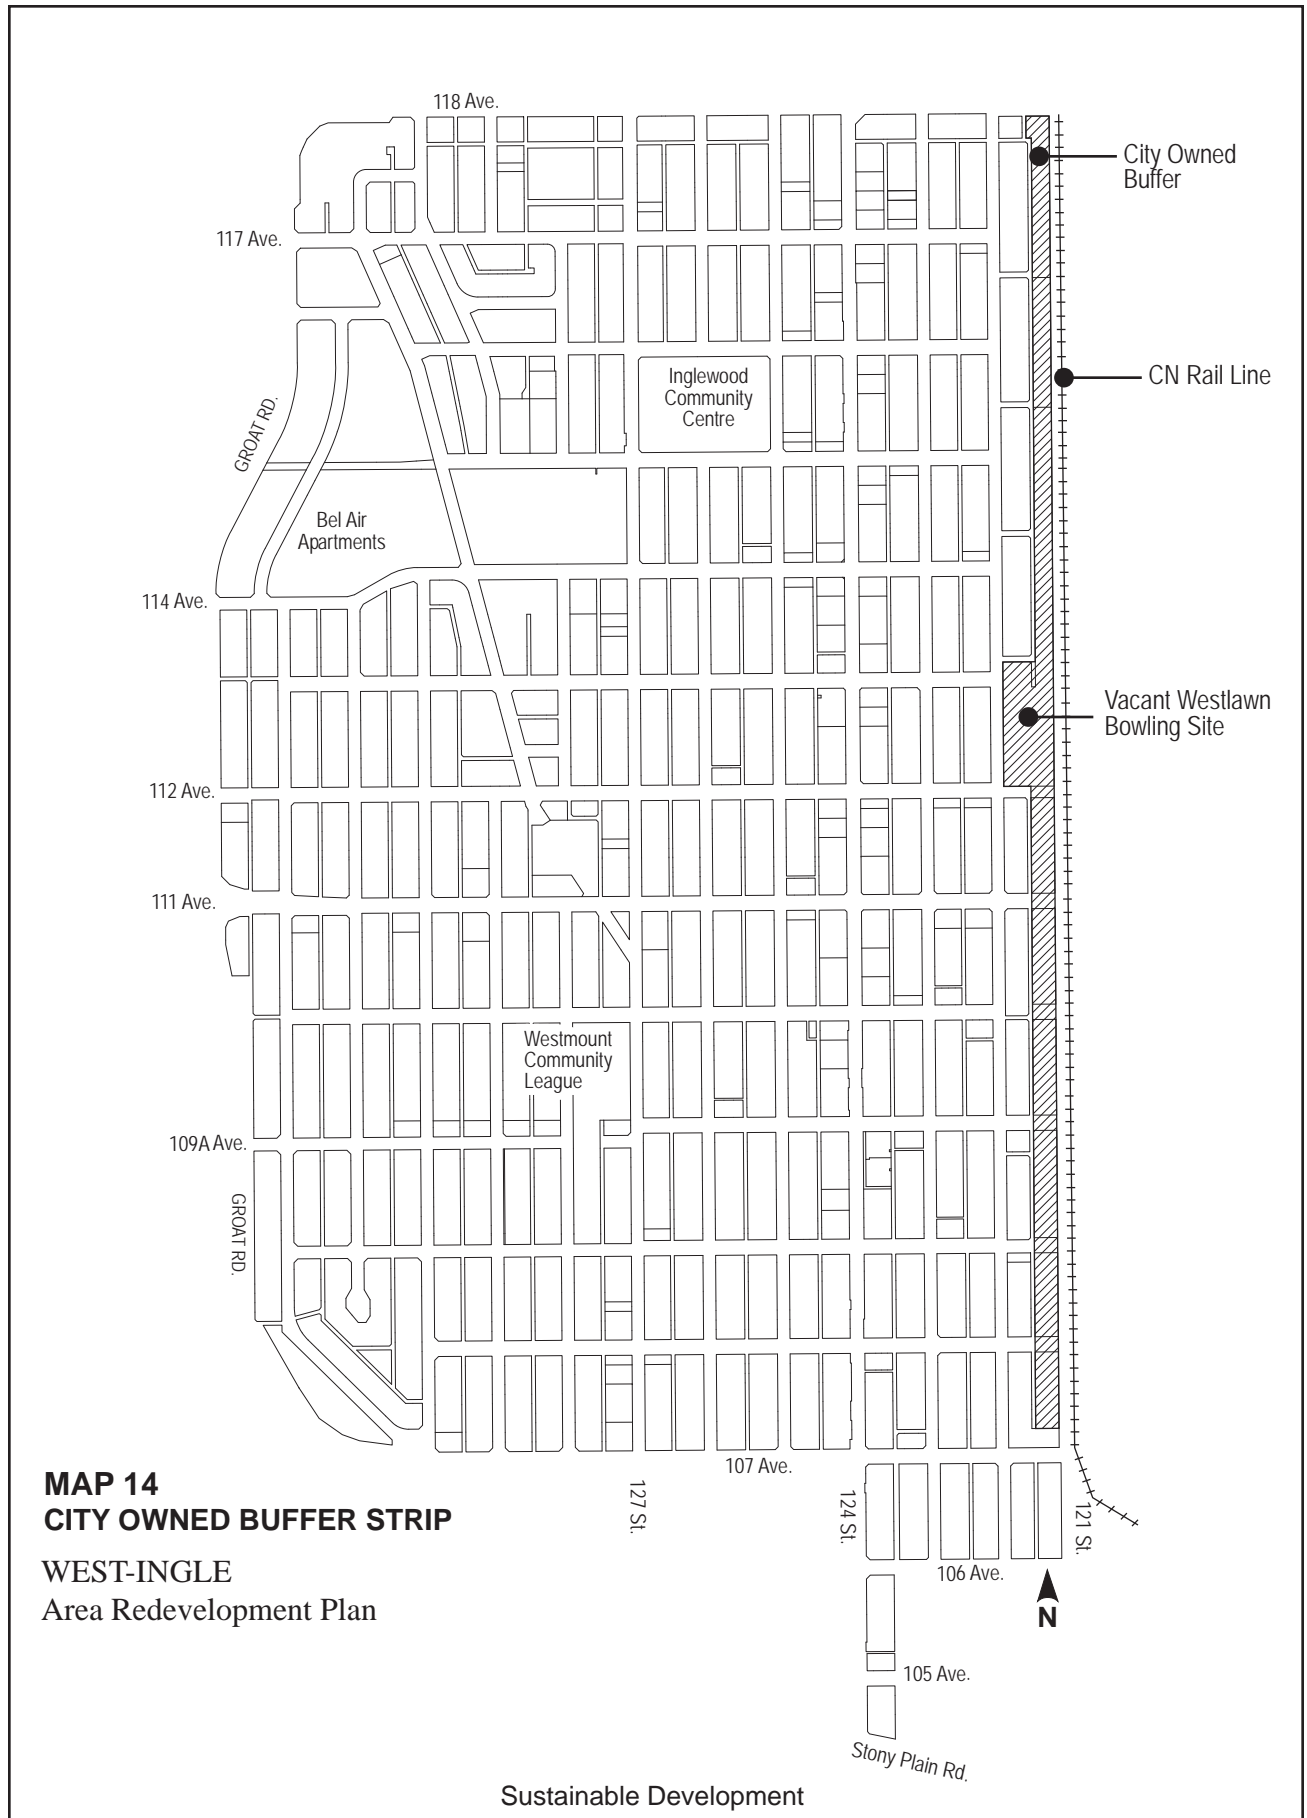 118 Ave.
City Owned
Buffer
117 Ave.
CN Rail Line
Inglewood
Community
Centre
GROAT RD.
Bel Air
Apartments
114 Ave.
Vacant Westlawn
Bowling Site
112 Ave.
111 Ave.
Westmount
Community
League
109A Ave.
GROAT RD.
107 Ave.
127 St.
124 St.
121 St.
MAP 14
CITY OWNED BUFFER STRIP
WEST-INGLE
Area Redevelopment Plan
106 Ave.
N
105 Ave.
Stony Plain Rd.
Sustainable Development